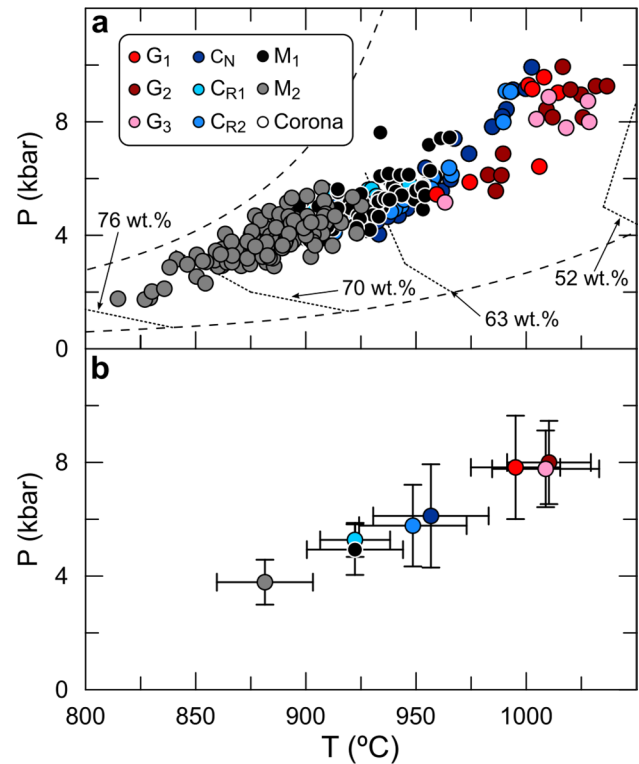 a
G1 CN M1
G2 CR1 M2
G3 CR2 Corona
P (kbar)
8
4
0
76 wt.%
70 wt.%
63 wt.%
52 wt.%
b
P (kbar)
8
4
0
800 850 900 950 1000
T (ºC)